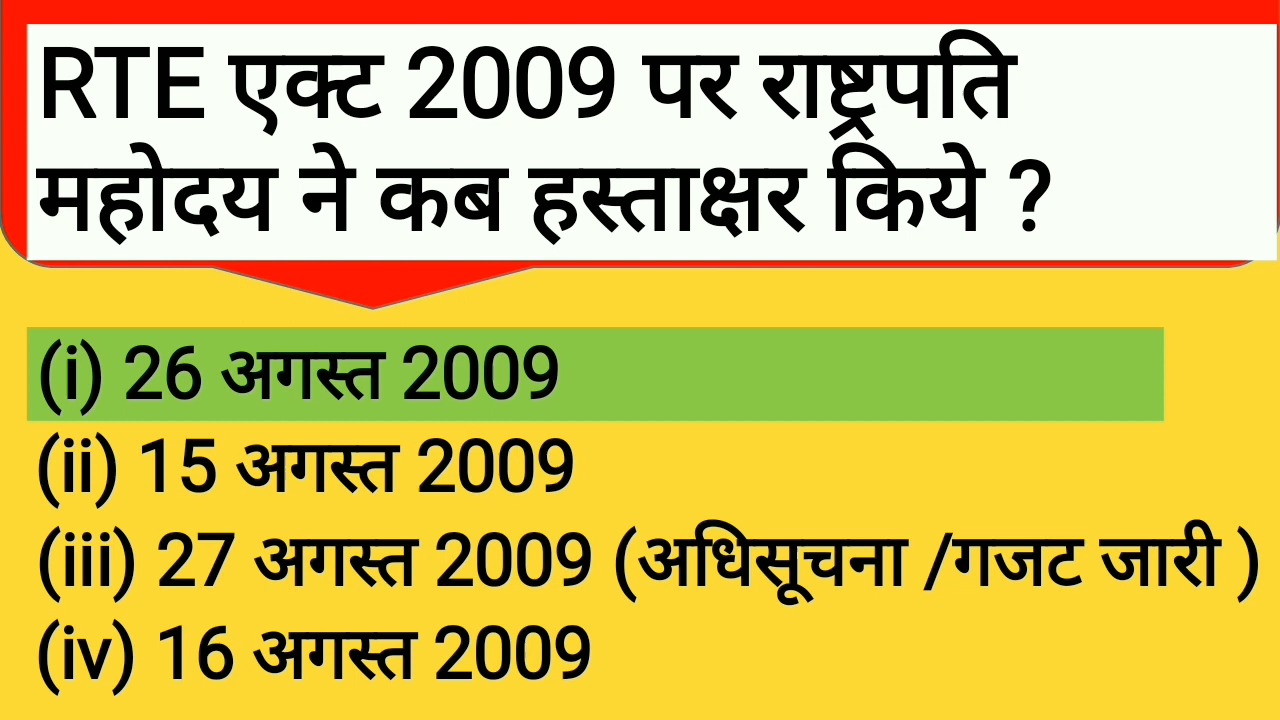 RTE एक्ट 2009 पर राष्ट्रपति
महोदय ने कब हस्ताक्षर किये ?
(i) 26 अगस्त 2009
(ii) 15 अगस्त 2009
(iii) 27 अगस्त 2009 (अधिसूचना /गजट जारी )
(iv) 16 अगस्त 2009